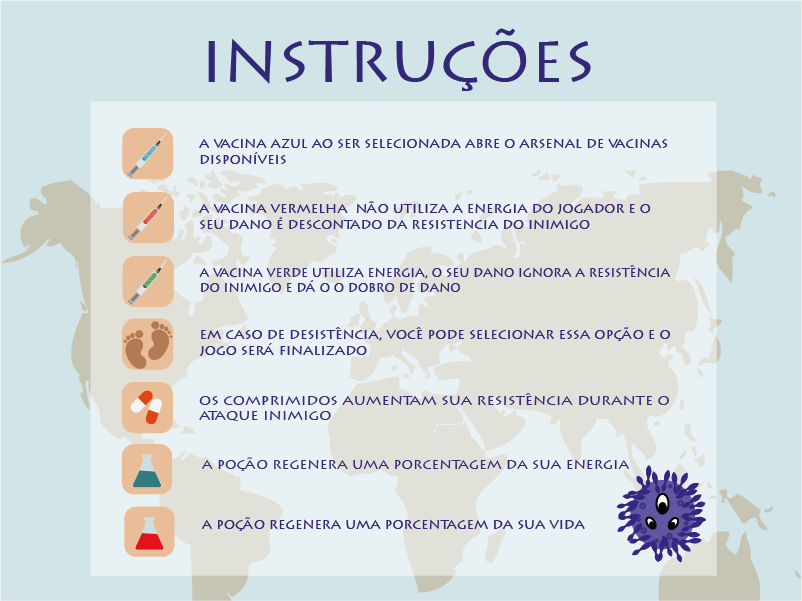 INSTRUÇÕES
A VACINA AZUL AO SER SELECIONADA ABRE O ARSENAL DE VACINAS
DISPONÍVEIS
A VACINA VERMELHA NÃO UTILIZA A ENERGIA DO JOGADOR E O
SEU DANO É DESCONTADO DA RESISTENCIA DO INIMIGO
A VACINA VERDE UTILIZA ENERGIA, O SEU DANO IGNORA A RESISTÊNCIA
DO INIMIGO E DÁ O O DOBRO DE DANO
EM CASO DE DESISTÊNCIA, VOCÊ PODE SELECIONAR ESSA OPÇÃO E O
JOGO SERÁ FINALIZADO
OS COMPRIMIDOS AUMENTAM SUA RESISTÊNCIA DURANTE O
ATAQUE INIMIGO
A POÇÃO REGENERA UMA PORCENTAGEM DA SUA ENERGIA
A POÇÃO REGENERA UMA PORCENTAGEM DA SUA VIDA